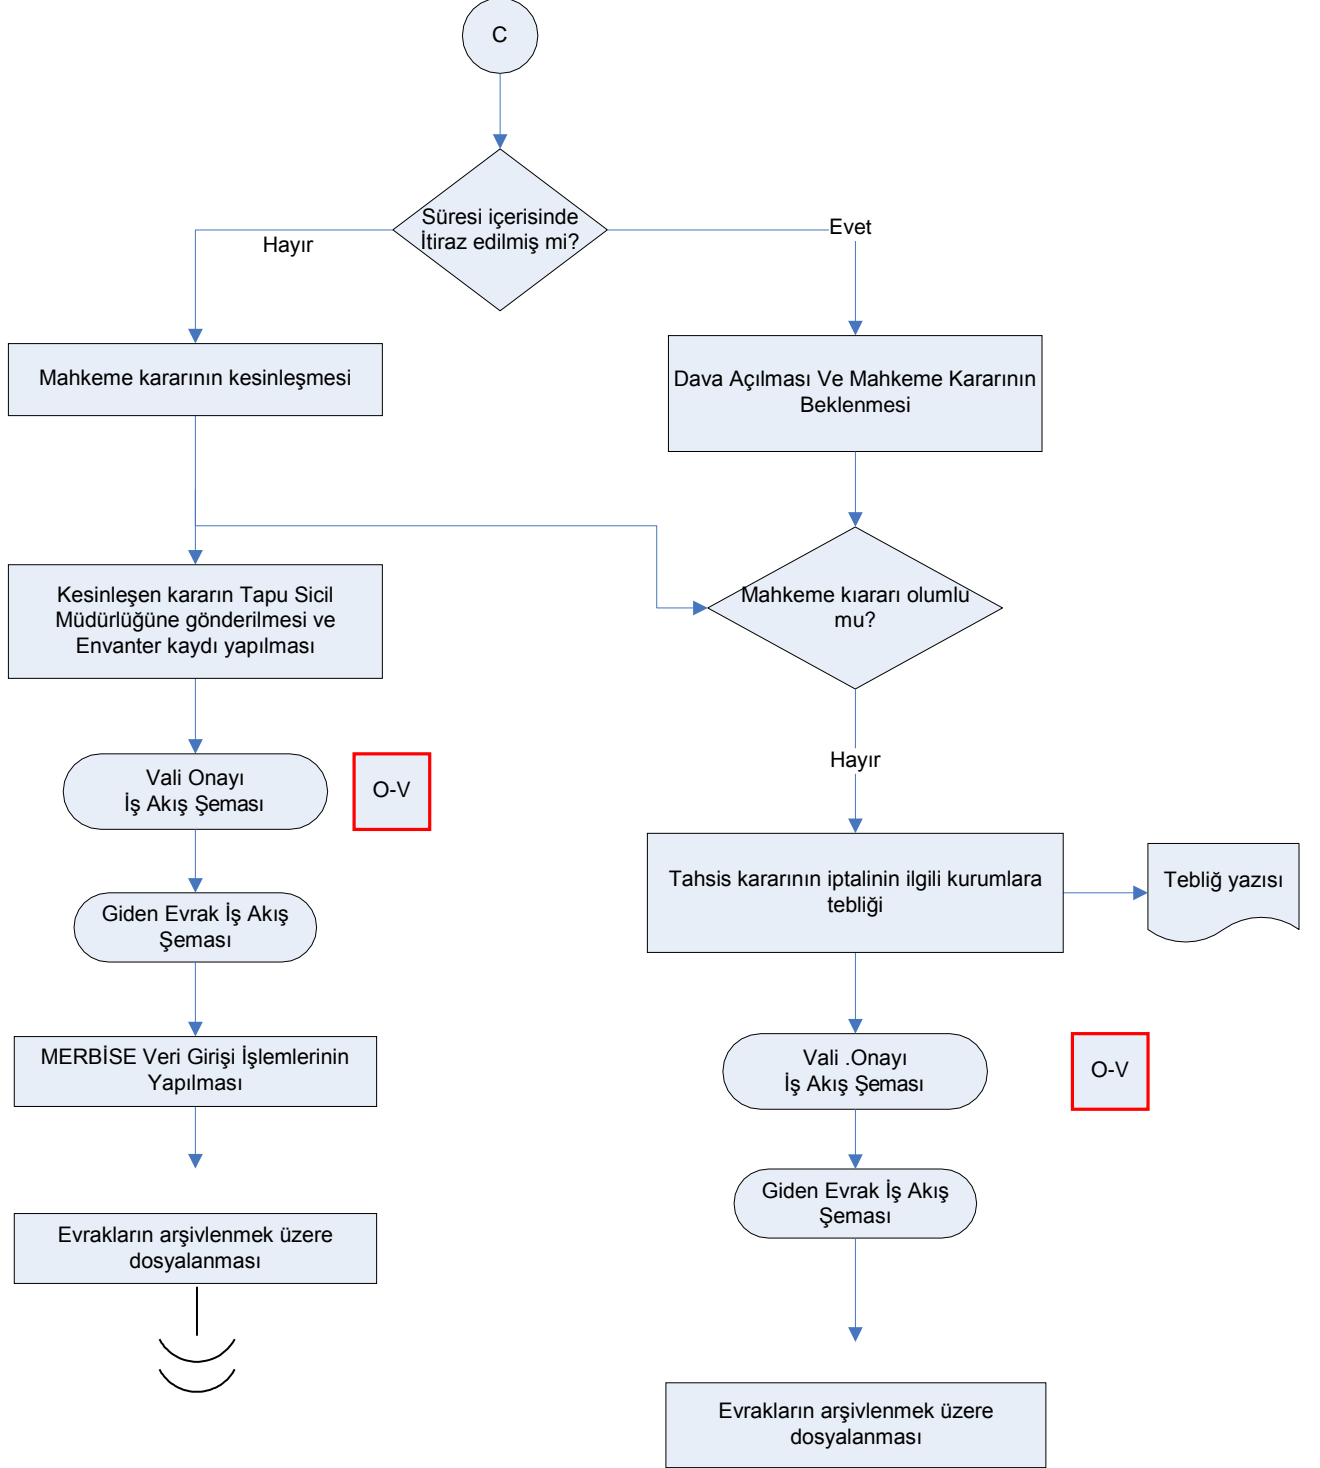 C
Süresi içerisinde
İtiraz edilmiş mi?
Hayır
Evet
Mahkeme kararının kesinleşmesi
Dava Açılması Ve Mahkeme Kararının
Beklenmesi
Kesinleşen kararın Tapu Sicil
Müdürlüğüne gönderilmesi ve
Envanter kaydı yapılması
Mahkeme kıararı olumlu
mu?
Hayır
Vali Onayı
İş Akış Şeması
O-V
Tahsis kararının iptalinin ilgili kurumlara
tebliği
Tebliğ yazısı
Giden Evrak İş Akış
Şeması
MERBİSE Veri Girişi İşlemlerinin
Yapılması
Vali .Onayı
İş Akış Şeması
O-V
Giden Evrak İş Akış
Şeması
Evrakların arşivlenmek üzere
dosyalanması
Evrakların arşivlenmek üzere
dosyalanması